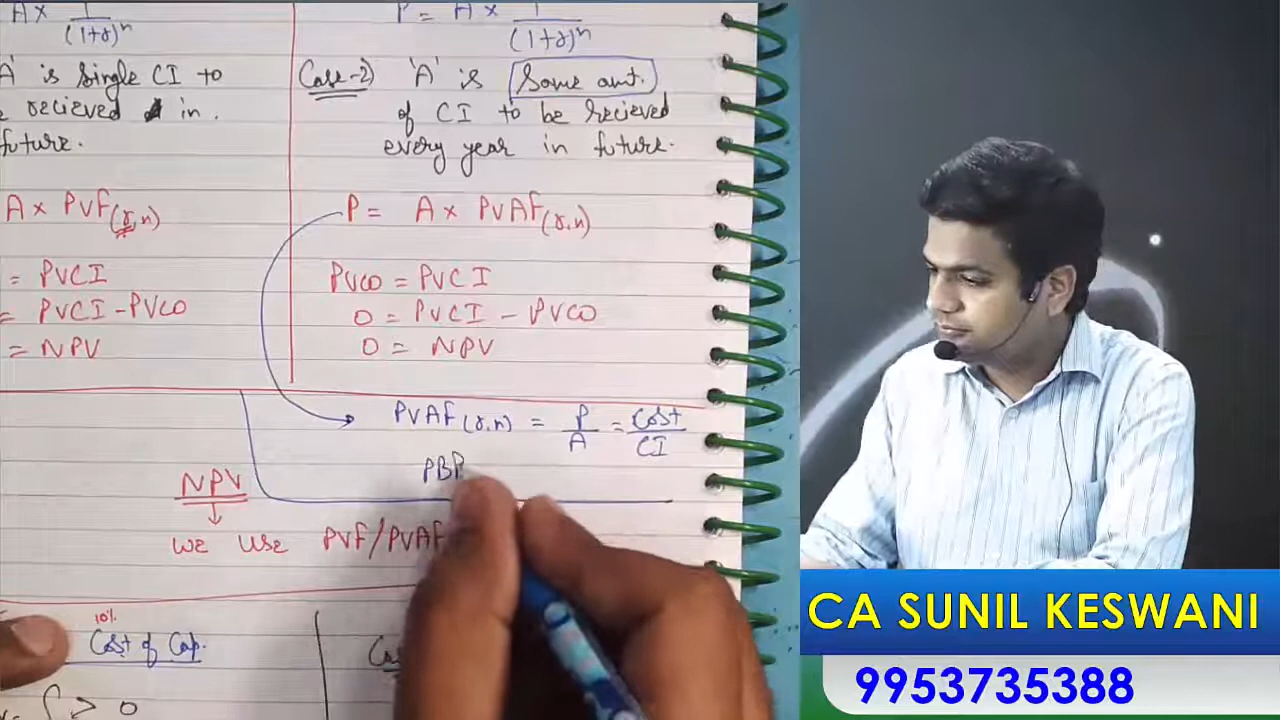 A × 1/(1+r)^n
'A' is single CI to
recieved in
future.
A × PVF(r,n)
= PVCI
= PVCI - PVCO
= NPV
P = A × 1/(1+r)^n
Case-2) 'A' is Same amt.
of CI to be recieved
every year in future.
P = A × PVAF(r,n)
PVCO = PVCI
0 = PVCI - PVCO
0 = NPV
PVAF(r,n) = P/A = Cost/CI
PBP
NPV
↓
we use PVF/PVAF
10%
Cost of Cap.
> 0
CA SUNIL KESWANI
9953735388